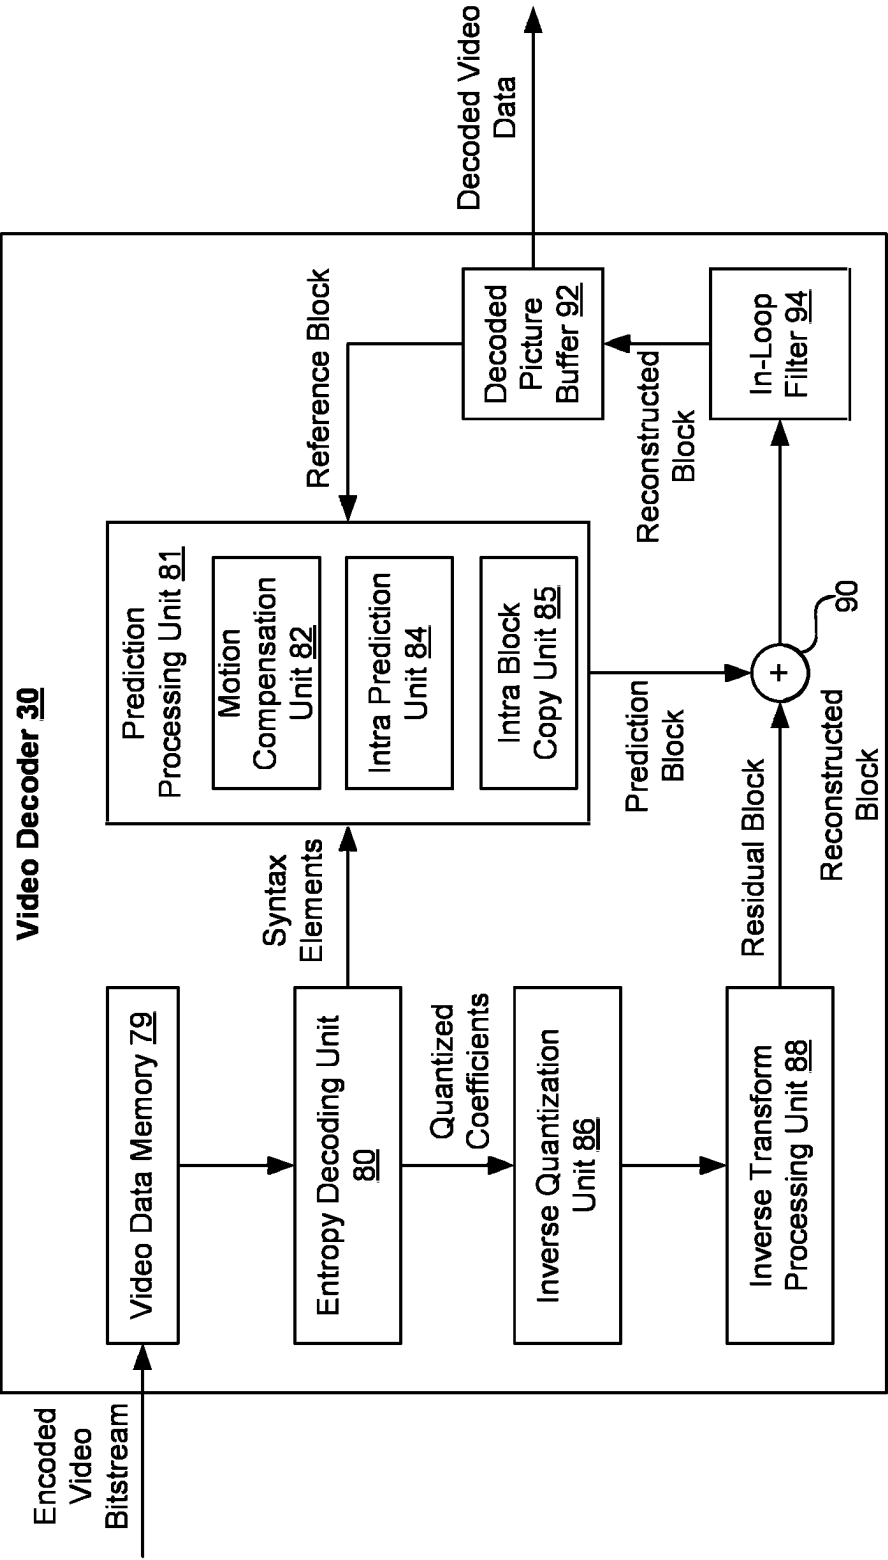 Video Decoder 30
Encoded
Video
Bitstream
Video Data Memory 79
Entropy Decoding Unit
80
Syntax
Elements
Quantized
Coefficients
Inverse Quantization
Unit 86
Inverse Transform
Processing Unit 88
Prediction
Processing Unit 81
Motion
Compensation
Unit 82
Intra Prediction
Unit 84
Intra Block
Copy Unit 85
Prediction
Block
Residual Block
+
90
Reconstructed
Block
Reference Block
Decoded
Picture
Buffer 92
Reconstructed
Block
In-Loop
Filter 94
Decoded Video
Data